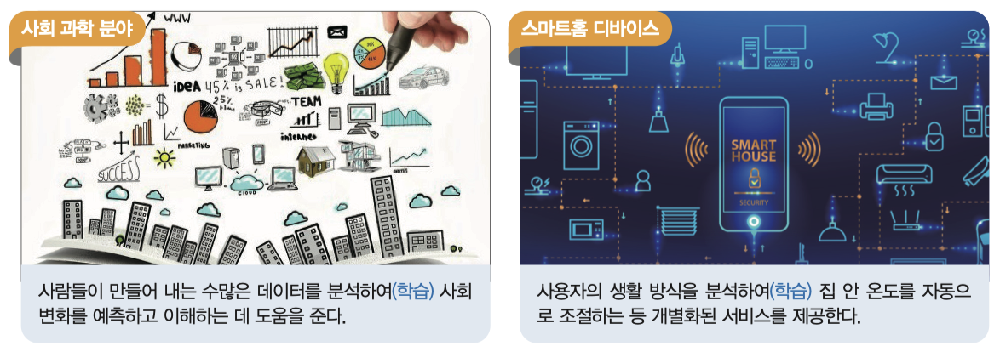 사회 과학 분야
WWW
iDEA
45% is SALE!
25%
TEAM
internet
MARKETING
SUCCESS
CLOUD
사람들이 만들어 내는 수많은 데이터를 분석하여(학습) 사회
변화를 예측하고 이해하는 데 도움을 준다.
스마트홈 디바이스
SMART
HOUSE
SECURITY
사용자의 생활 방식을 분석하여(학습) 집 안 온도를 자동으
로 조절하는 등 개별화된 서비스를 제공한다.